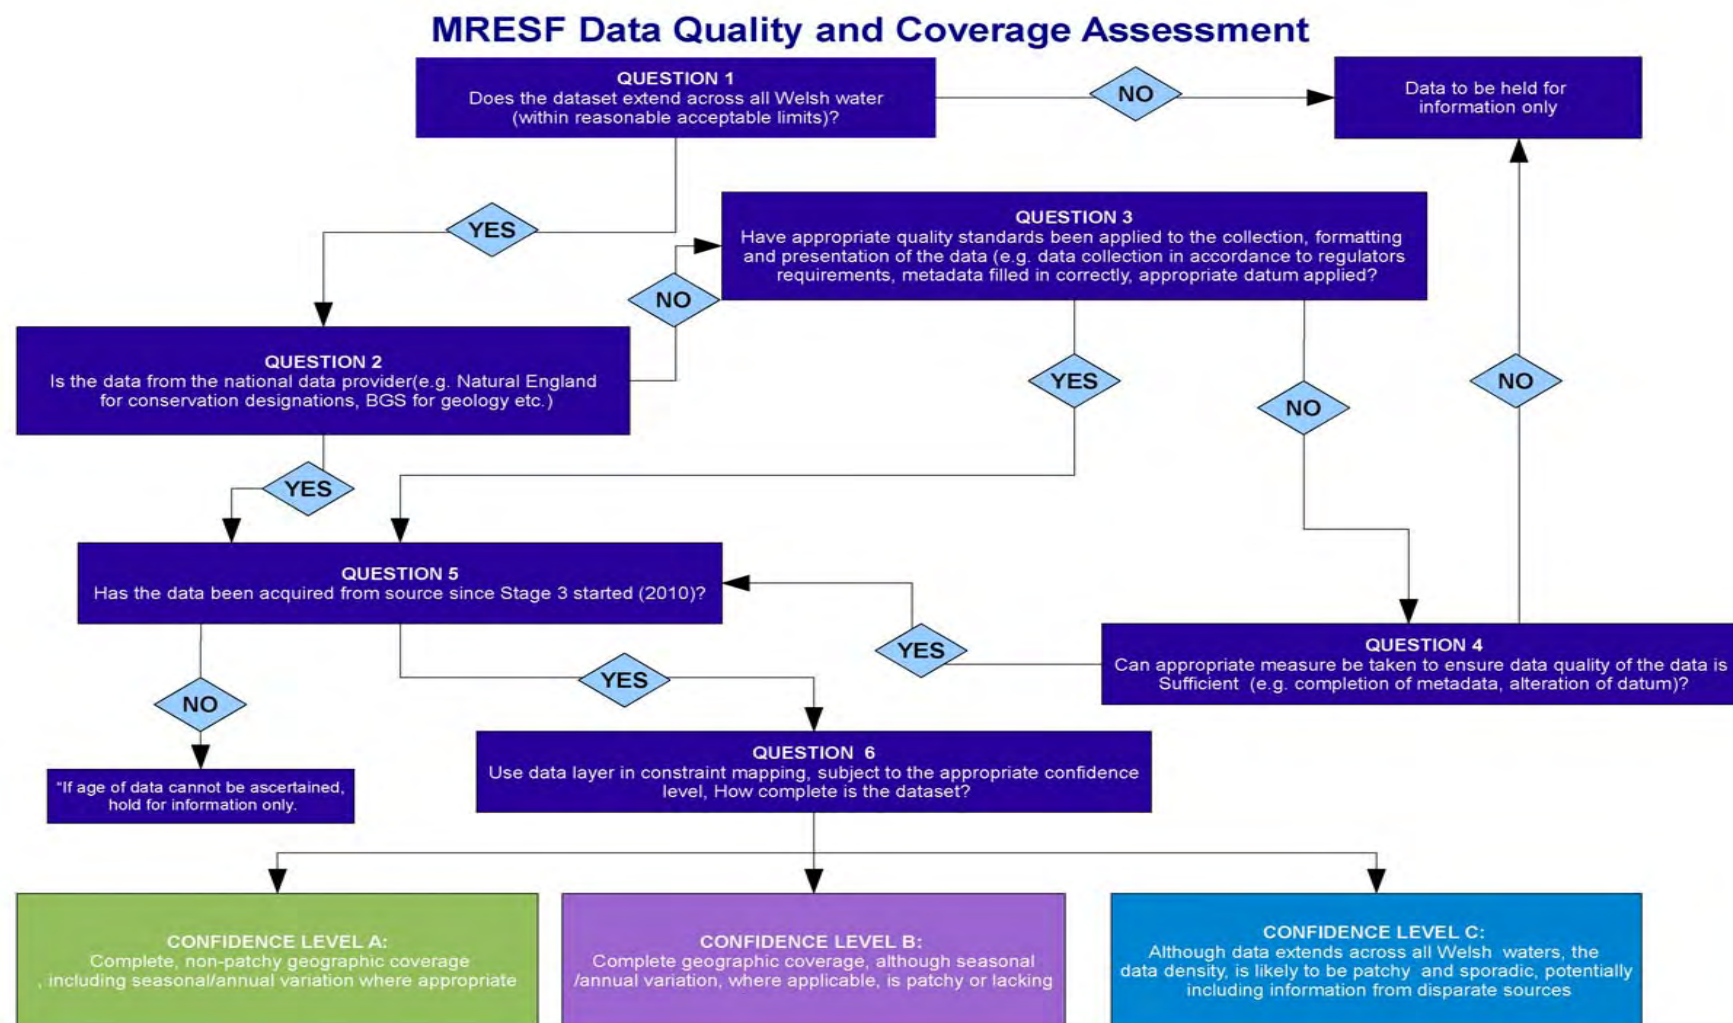 MRESF Data Quality and Coverage Assessment
QUESTION 1
Does the dataset extend across all Welsh water
(within reasonable acceptable limits)?
NO
Data to be held for
information only
YES
QUESTION 3
Have appropriate quality standards been applied to the collection, formatting
and presentation of the data (e.g. data collection in accordance to regulators
requirements, metadata filled in correctly, appropriate datum applied?
NO
QUESTION 2
Is the data from the national data provider(e.g. Natural England
for conservation designations, BGS for geology etc.)
YES
NO
NO
YES
QUESTION 5
Has the data been acquired from source since Stage 3 started (2010)?
YES
QUESTION 4
Can appropriate measure be taken to ensure data quality of the data is
Sufficient (e.g. completion of metadata, alteration of datum)?
NO
YES
"If age of data cannot be ascertained,
hold for information only.
QUESTION 6
Use data layer in constraint mapping, subject to the appropriate confidence
level, How complete is the dataset?
CONFIDENCE LEVEL A:
Complete, non-patchy geographic coverage
, including seasonal/annual variation where appropriate
CONFIDENCE LEVEL B:
Complete geographic coverage, although seasonal
/annual variation, where applicable, is patchy or lacking
CONFIDENCE LEVEL C:
Although data extends across all Welsh waters, the
data density, is likely to be patchy and sporadic, potentially
including information from disparate sources